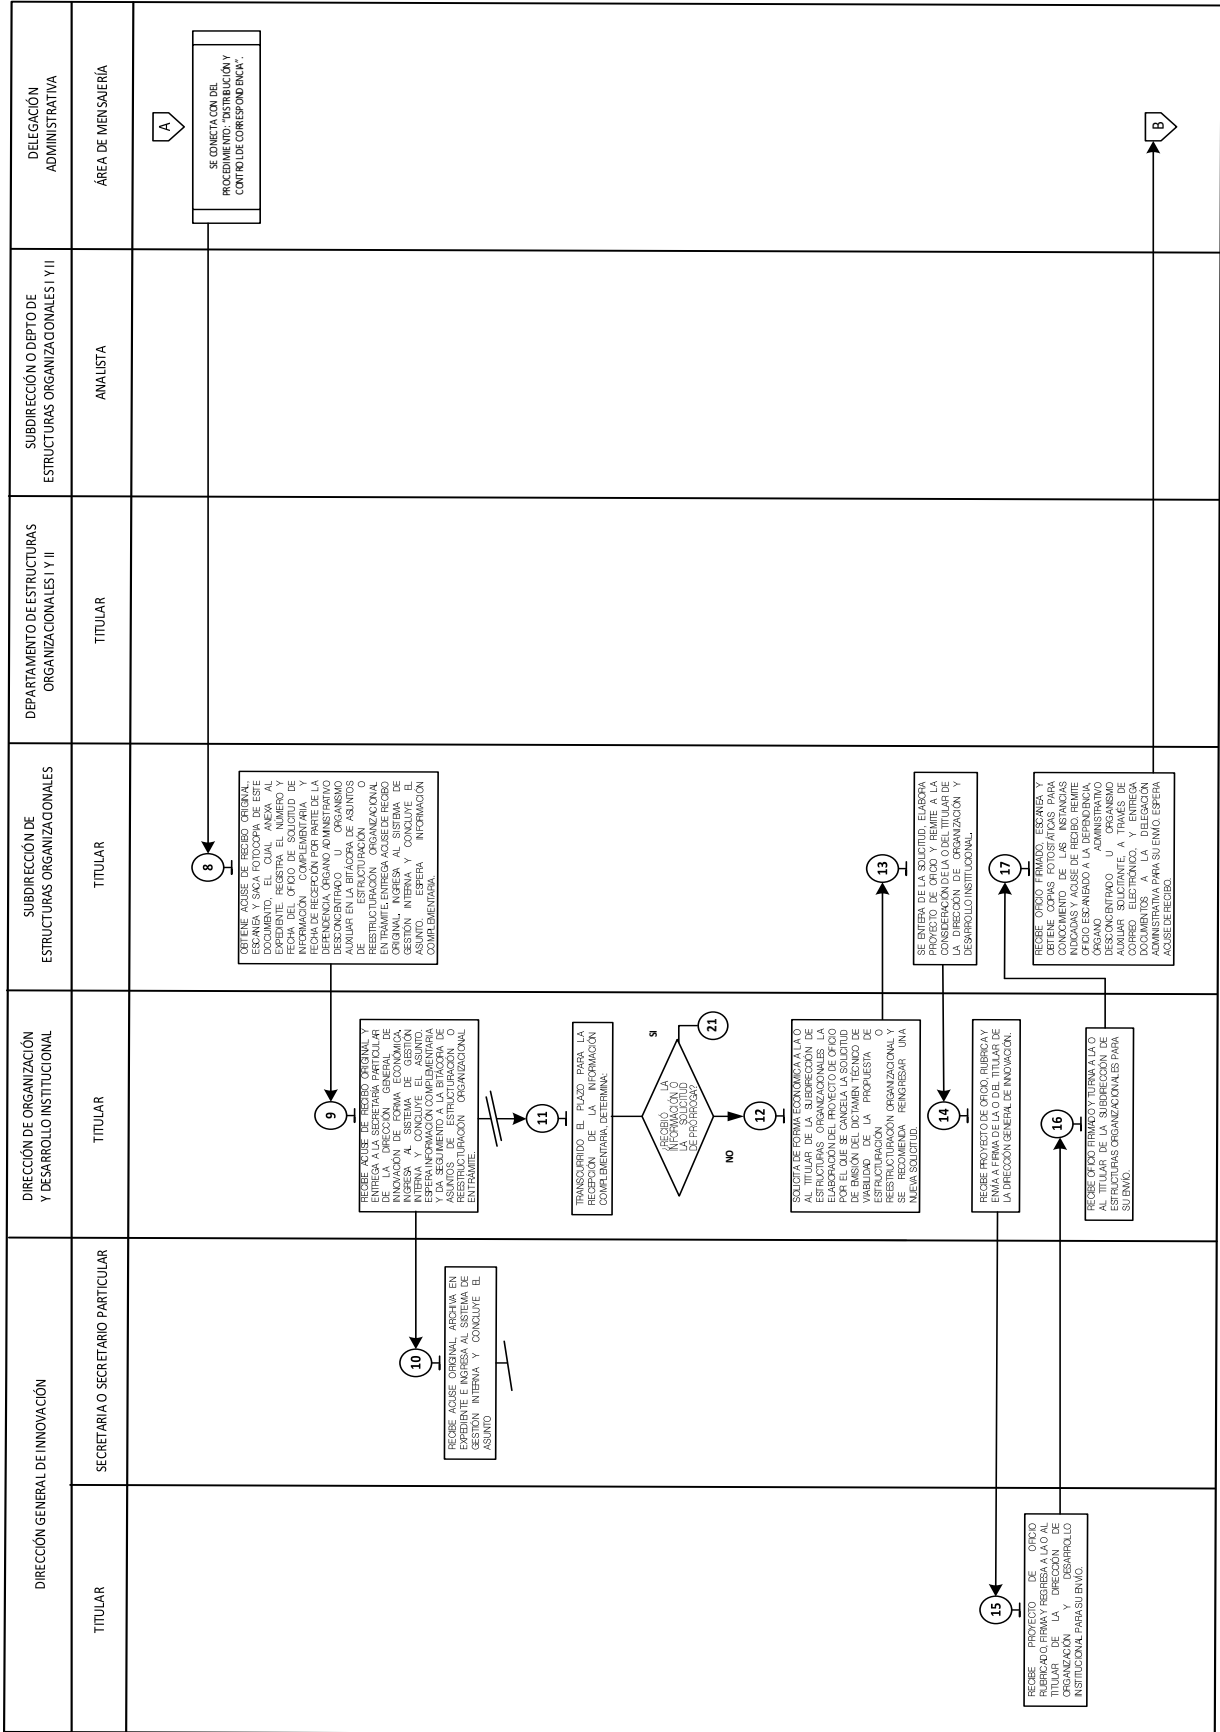 DIRECCIÓN GENERAL DE INNOVACIÓN
DIRECCIÓN DE ORGANIZACIÓN
Y DESARROLLO INSTITUCIONAL
SUBDIRECCIÓN DE
ESTRUCTURAS ORGANIZACIONALES
DEPARTAMENTO DE ESTRUCTURAS
ORGANIZACIONALES I Y II
SUBDIRECCIÓN O DEPTO DE
ESTRUCTURAS ORGANIZACIONALES I Y II
DELEGACIÓN
ADMINISTRATIVA
TITULAR
SECRETARIA O SECRETARIO PARTICULAR
TITULAR
TITULAR
TITULAR
ANALISTA
ÁREA DE MENSAJERÍA
A
SE CONECTA CON DEL
PROCEDIMIENTO: "DISTRIBUCIÓN Y
CONTROL DE CORRESPONDENCIA".
8
OBTIENE ACUSE DE RECIBO ORIGINAL,
ESCANEA Y SACA FOTOCOPIA DE ESTE
DOCUMENTO, EL CUAL ANEXA AL
EXPEDIENTE. REGISTRA EL NÚMERO Y
FECHA DEL OFICIO DE SOLICITUD DE
INFORMACIÓN COMPLEMENTARIA Y
FECHA DE RECEPCIÓN POR PARTE DE LA
DEPENDENCIA, ÓRGANO ADMINISTRATIVO
DESCONCENTRADO U ORGANISMO
AUXILIAR EN LA BITÁCORA DE ASUNTOS
DE ESTRUCTURACIÓN O
REESTRUCTURACIÓN ORGANIZACIONAL
EN TRÁMITE. ENTREGA ACUSE DE RECIBO
ORIGINAL, INGRESA AL SISTEMA DE
GESTIÓN INTERNA Y CONCLUYE EL
ASUNTO. ESPERA INFORMACIÓN
COMPLEMENTARIA.
9
RECIBE ACUSE DE RECIBO ORIGINAL Y
ENTREGA A LA SECRETARÍA PARTICULAR
DE LA DIRECCIÓN GENERAL DE
INNOVACIÓN DE FORMA ECONÓMICA,
INGRESA AL SISTEMA DE GESTIÓN
INTERNA Y CONCLUYE EL ASUNTO.
ESPERA INFORMACIÓN COMPLEMENTARIA
Y DA SEGUIMIENTO A LA BITÁCORA DE
ASUNTOS DE ESTRUCTURACIÓN O
REESTRUCTURACIÓN ORGANIZACIONAL
EN TRÁMITE.
10
RECIBE ACUSE ORIGINAL, ARCHIVA EN
EXPEDIENTE E INGRESA AL SISTEMA DE
GESTIÓN INTERNA Y CONCLUYE EL
ASUNTO
11
TRANSCURRIDO EL PLAZO PARA LA
RECEPCIÓN DE LA INFORMACIÓN
COMPLEMENTARIA, DETERMINA:
¿RECIBIÓ LA
INFORMACIÓN O
LA SOLICITUD
DE PRÓRROGA?
SI
21
NO
12
SOLICITA DE FORMA ECONÓMICA A LA O
AL TITULAR DE LA SUBDIRECCIÓN DE
ESTRUCTURAS ORGANIZACIONALES LA
ELABORACIÓN DEL PROYECTO DE OFICIO
POR EL QUE SE CANCELA LA SOLICITUD
DE EMISIÓN DEL DICTAMEN TÉCNICO DE
VIABILIDAD DE LA PROPUESTA DE
ESTRUCTURACIÓN O
REESTRUCTURACIÓN ORGANIZACIONAL Y
SE RECOMIENDA REINGRESAR UNA
NUEVA SOLICITUD.
13
SE ENTERA DE LA SOLICITUD, ELABORA
PROYECTO DE OFICIO Y REMITE A LA
CONSIDERACIÓN DE LA O DEL TITULAR DE
LA DIRECCIÓN DE ORGANIZACIÓN Y
DESARROLLO INSTITUCIONAL.
14
RECIBE PROYECTO DE OFICIO, RUBRICA Y
ENVÍA A FIRMA DE LA O DEL TITULAR DE
LA DIRECCIÓN GENERAL DE INNOVACIÓN.
15
RECIBE PROYECTO DE OFICIO
RUBRICADO, FIRMA Y REGRESA A LA O AL
TITULAR DE LA DIRECCIÓN DE
ORGANIZACIÓN Y DESARROLLO
INSTITUCIONAL PARA SU ENVÍO.
16
RECIBE OFICIO FIRMADO Y TURNA A LA O
AL TITULAR DE LA SUBDIRECCIÓN DE
ESTRUCTURAS ORGANIZACIONALES PARA
SU ENVÍO.
17
RECIBE OFICIO FIRMADO, ESCANEA Y
OBTIENE COPIAS FOTOSTÁTICAS PARA
CONOCIMIENTO DE LAS INSTANCIAS
INDICADAS Y ACUSE DE RECIBO. REMITE
OFICIO ESCANEADO A LA DEPENDENCIA,
ÓRGANO ADMINISTRATIVO
DESCONCENTRADO U ORGANISMO
AUXILIAR SOLICITANTE, A TRAVÉS DE
CORREO ELECTRÓNICO, Y ENTREGA
DOCUMENTOS A LA DELEGACIÓN
ADMINISTRATIVA PARA SU ENVÍO. ESPERA
ACUSE DE RECIBO.
B